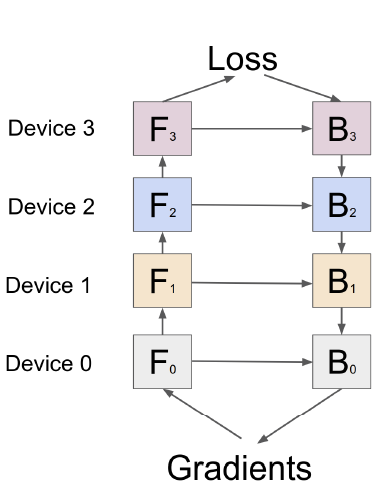 Loss
Device 3 F₃ B₃
Device 2 F₂ B₂
Device 1 F₁ B₁
Device 0 F₀ B₀
Gradients